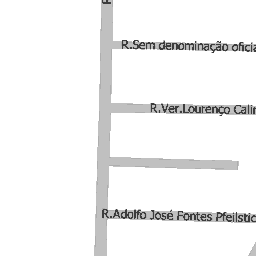 R.Sem denominação oficia
R.Ver.Lourenço Calin
R.Adolfo José Fontes Pfeilstic